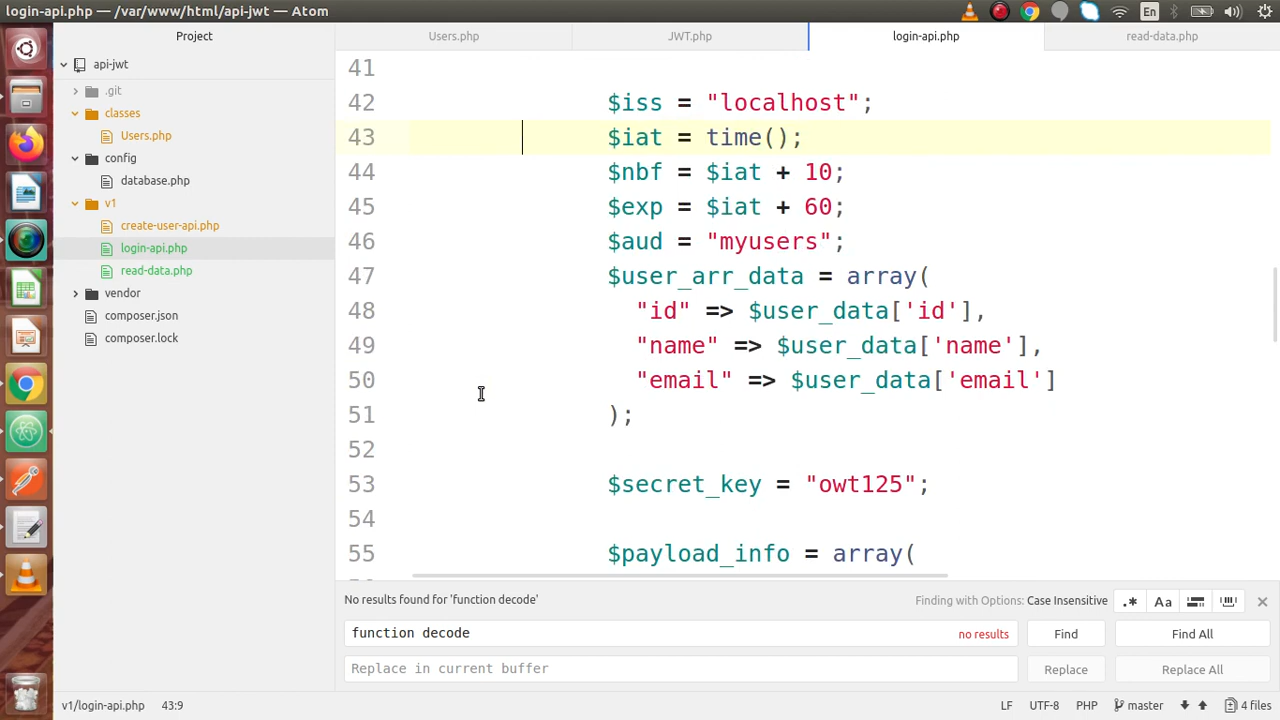 login-api.php — /var/www/html/api-jwt — Atom
En
Project
Users.php
JWT.php
login-api.php
read-data.php
api-jwt
.git
classes
Users.php
config
database.php
v1
create-user-api.php
login-api.php
read-data.php
vendor
composer.json
composer.lock
41
42 $iss = "localhost";
43 $iat = time();
44 $nbf = $iat + 10;
45 $exp = $iat + 60;
46 $aud = "myusers";
47 $user_arr_data = array(
48 "id" => $user_data['id'],
49 "name" => $user_data['name'],
50 "email" => $user_data['email']
51 );
52
53 $secret_key = "owt125";
54
55 $payload_info = array(
No results found for 'function decode'
Finding with Options: Case Insensitive
.* Aa
function decode
no results
Find
Find All
Replace in current buffer
Replace
Replace All
v1/login-api.php 43:9
LF UTF-8 PHP master 4 files